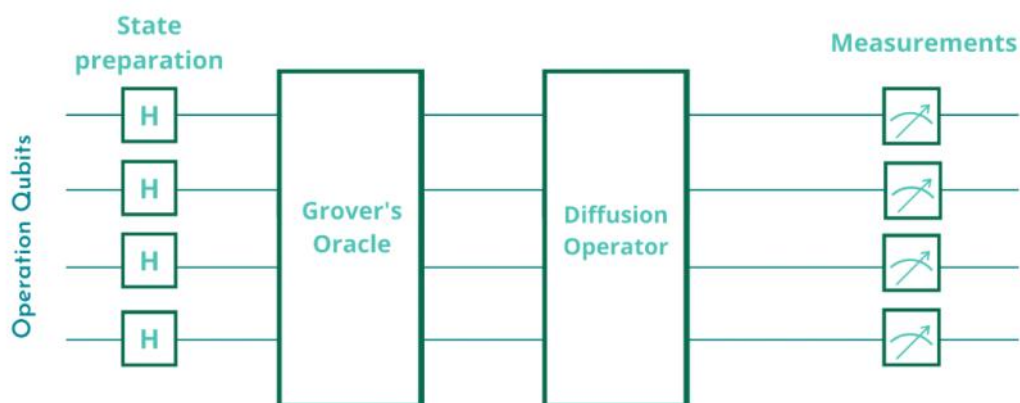 State
preparation
Measurements
Operation Qubits
H
H
H
H
Grover's
Oracle
Diffusion
Operator